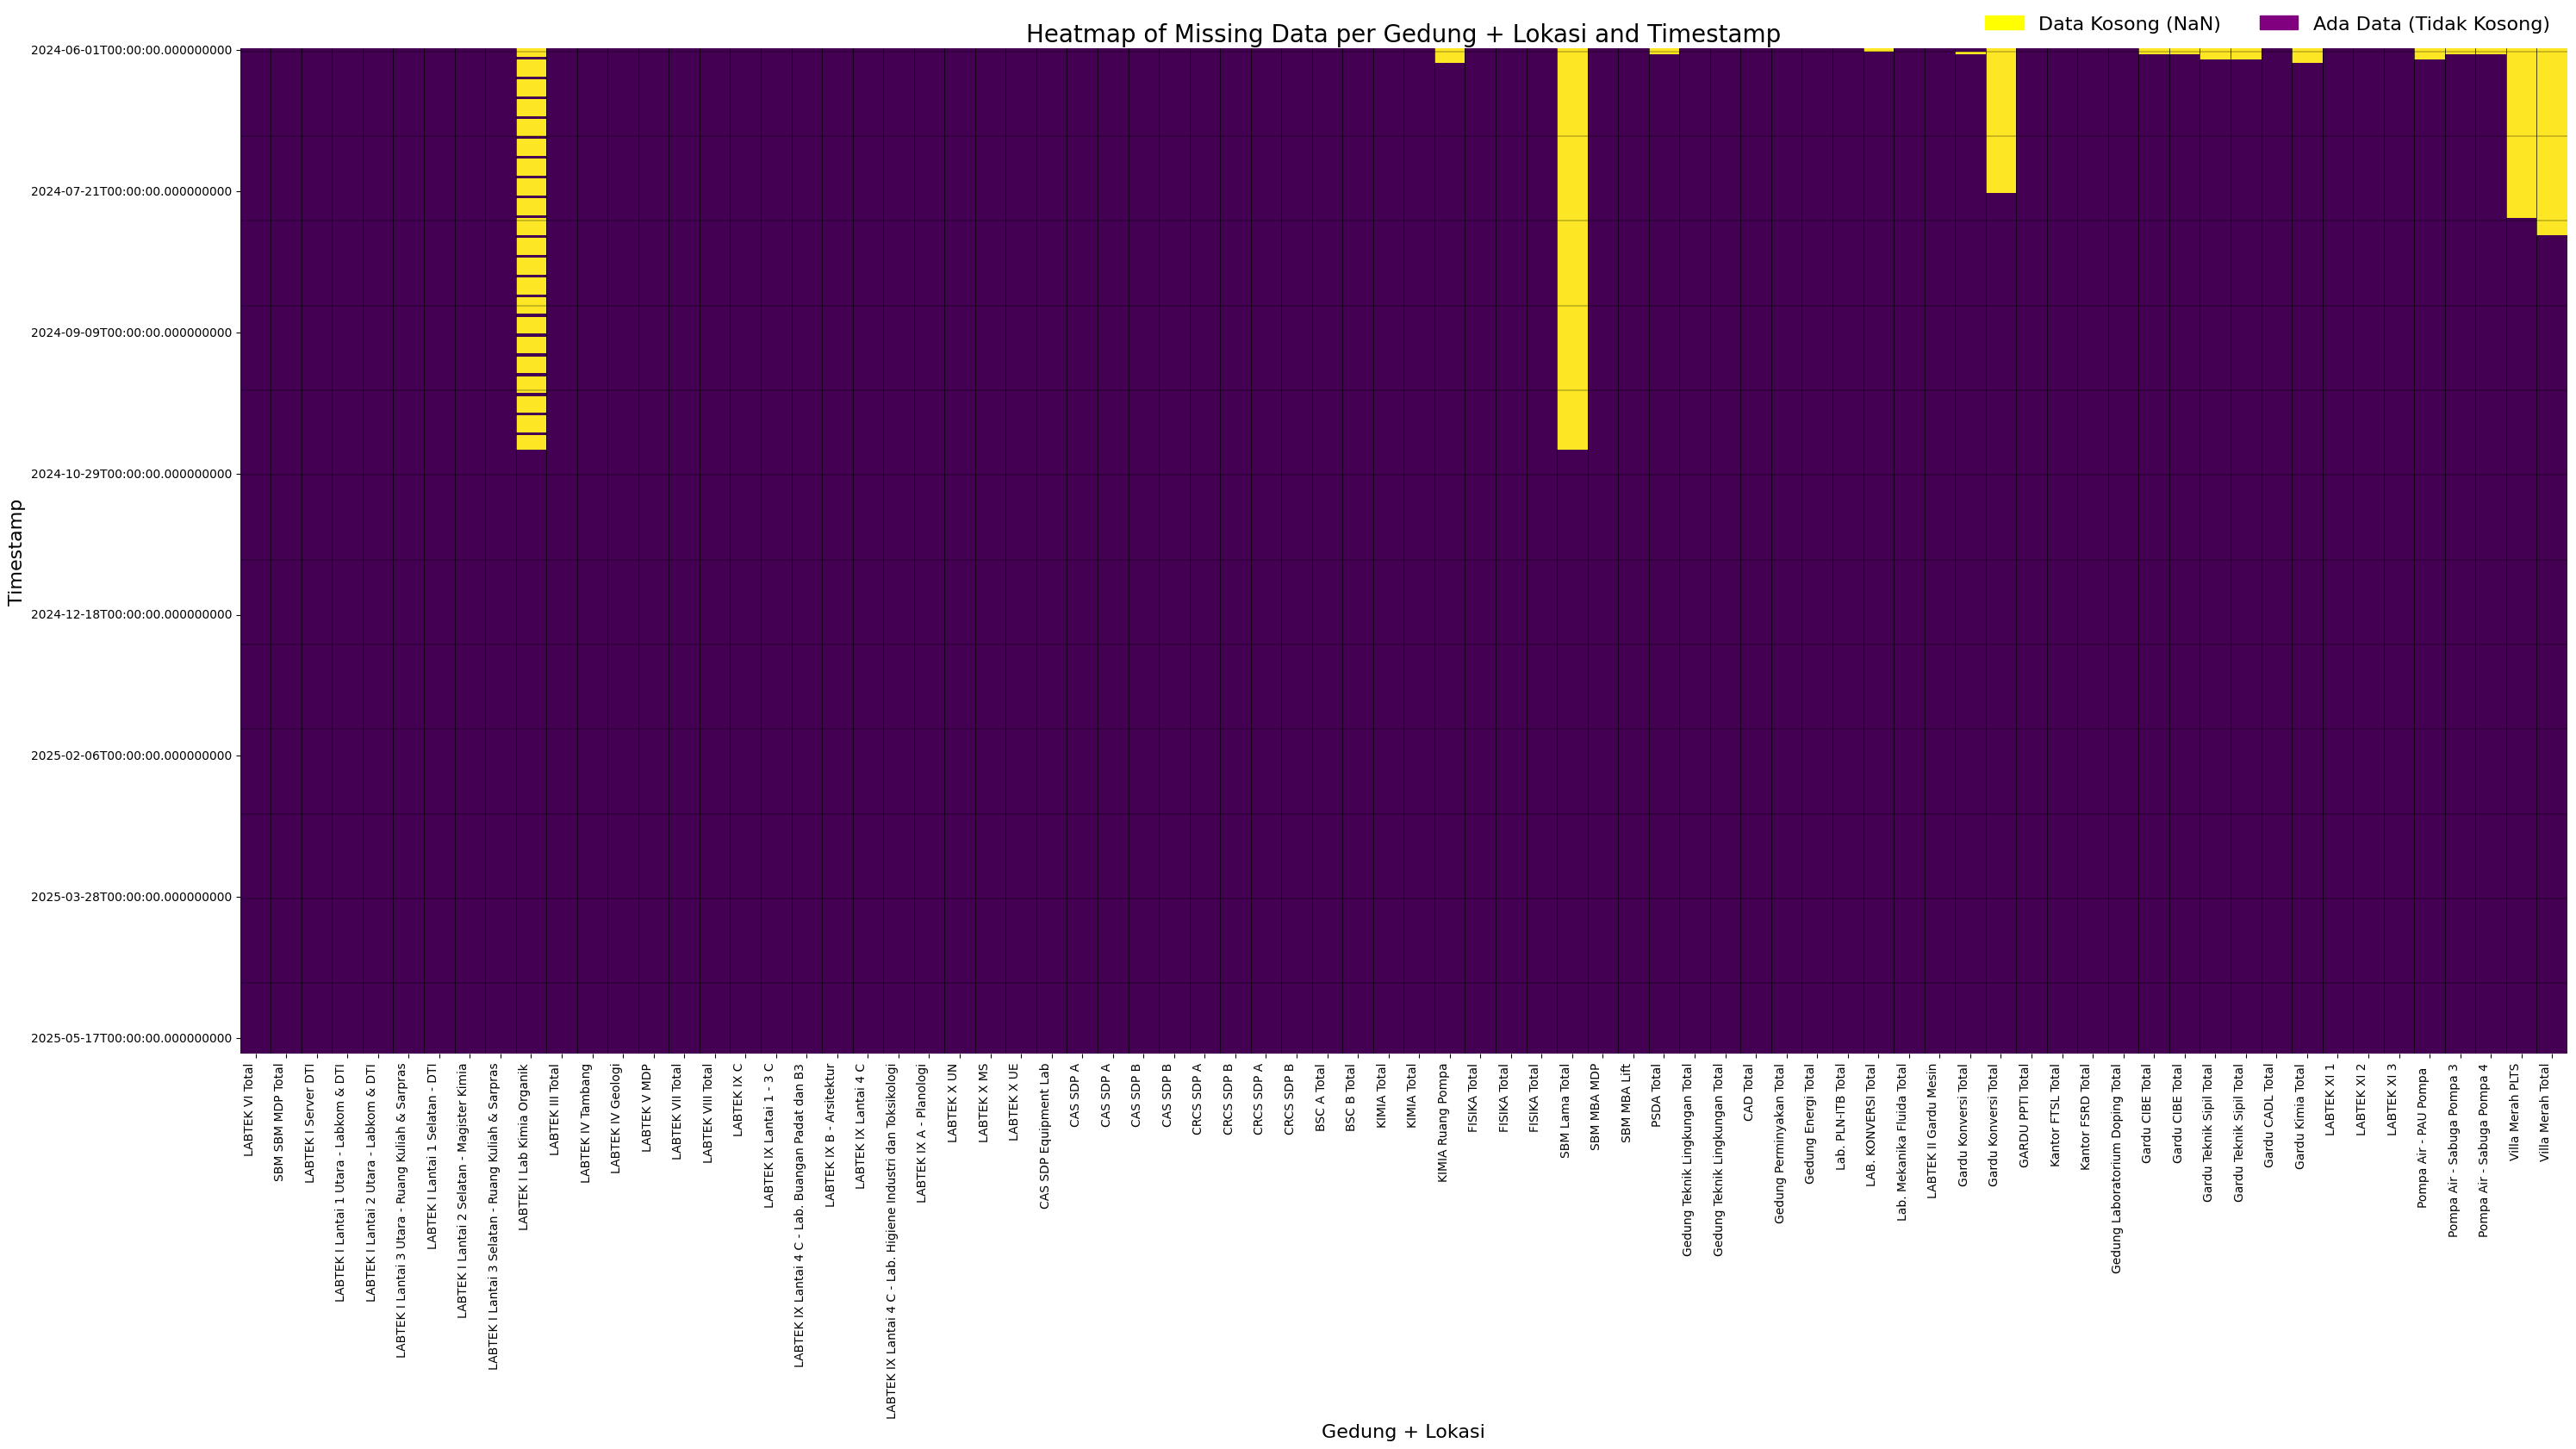 Heatmap of Missing Data per Gedung + Lokasi and Timestamp
Data Kosong (NaN)
Ada Data (Tidak Kosong)
Timestamp
2024-06-01T00:00:00.000000000
2024-07-21T00:00:00.000000000
2024-09-09T00:00:00.000000000
2024-10-29T00:00:00.000000000
2024-12-18T00:00:00.000000000
2025-02-06T00:00:00.000000000
2025-03-28T00:00:00.000000000
2025-05-17T00:00:00.000000000
LABTEK VI Total
SBM SBM MDP Total
LABTEK I Server DTI
LABTEK I Lantai 1 Utara - Labkom & DTI
LABTEK I Lantai 2 Utara - Labkom & DTI
LABTEK I Lantai 3 Utara - Ruang Kuliah & Sarpras
LABTEK I Lantai 1 Selatan - DTI
LABTEK I Lantai 2 Selatan - Magister Kimia
LABTEK I Lantai 3 Selatan - Ruang Kuliah & Sarpras
LABTEK I Lab Kimia Organik
LABTEK III Total
LABTEK IV Tambang
LABTEK IV Geologi
LABTEK V MDP
LABTEK VII Total
LABTEK VIII Total
LABTEK IX C
LABTEK IX Lantai 1 - 3 C
LABTEK IX Lantai 4 C - Lab. Buangan Padat dan B3
LABTEK IX B - Arsitektur
LABTEK IX Lantai 4 C
LABTEK IX Lantai 4 C - Lab. Higiene Industri dan Toksikologi
LABTEK IX A - Planologi
LABTEK X UN
LABTEK X MS
LABTEK X UE
CAS SDP Equipment Lab
CAS SDP A
CAS SDP A
CAS SDP B
CAS SDP B
CRCS SDP A
CRCS SDP B
CRCS SDP A
CRCS SDP B
BSC A Total
BSC B Total
KIMIA Total
KIMIA Total
KIMIA Ruang Pompa
FISIKA Total
FISIKA Total
FISIKA Total
SBM Lama Total
SBM MBA MDP
SBM MBA Lift
PSDA Total
Gedung Teknik Lingkungan Total
Gedung Teknik Lingkungan Total
CAD Total
Gedung Perminyakan Total
Gedung Energi Total
Lab. PLN-ITB Total
LAB. KONVERSI Total
Lab. Mekanika Fluida Total
LABTEK II Gardu Mesin
Gardu Konversi Total
Gardu Konversi Total
GARDU PPTI Total
Kantor FTSL Total
Kantor FSRD Total
Gedung Laboratorium Doping Total
Gardu CIBE Total
Gardu CIBE Total
Gardu Teknik Sipil Total
Gardu Teknik Sipil Total
Gardu CADL Total
Gardu Kimia Total
LABTEK XI 1
LABTEK XI 2
LABTEK XI 3
Pompa Air - PAU Pompa
Pompa Air - Sabuga Pompa 3
Pompa Air - Sabuga Pompa 4
Villa Merah PLTS
Villa Merah Total
Gedung + Lokasi